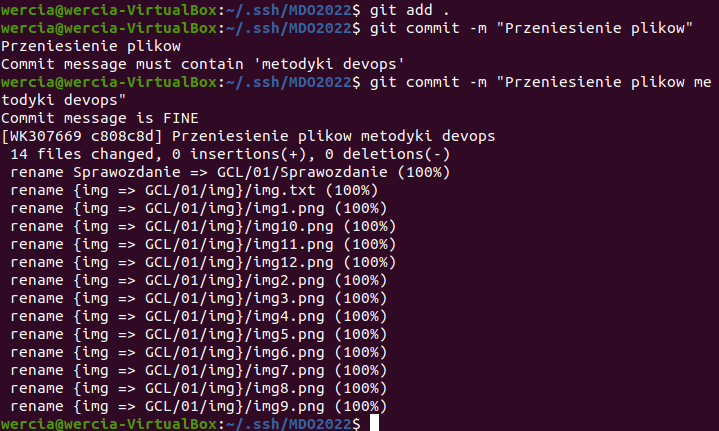 wercia@wercia-VirtualBox:~/.ssh/MDO2022$ git add .
wercia@wercia-VirtualBox:~/.ssh/MDO2022$ git commit -m "Przeniesienie plikow"
Przeniesienie plikow
Commit message must contain 'metodyki devops'
wercia@wercia-VirtualBox:~/.ssh/MDO2022$ git commit -m "Przeniesienie plikow me
todyki devops"
Commit message is FINE
[WK307669 c808c8d] Przeniesienie plikow metodyki devops
 14 files changed, 0 insertions(+), 0 deletions(-)
 rename Sprawozdanie => GCL/01/Sprawozdanie (100%)
 rename {img => GCL/01/img}/img.txt (100%)
 rename {img => GCL/01/img}/img1.png (100%)
 rename {img => GCL/01/img}/img10.png (100%)
 rename {img => GCL/01/img}/img11.png (100%)
 rename {img => GCL/01/img}/img12.png (100%)
 rename {img => GCL/01/img}/img2.png (100%)
 rename {img => GCL/01/img}/img3.png (100%)
 rename {img => GCL/01/img}/img4.png (100%)
 rename {img => GCL/01/img}/img5.png (100%)
 rename {img => GCL/01/img}/img6.png (100%)
 rename {img => GCL/01/img}/img7.png (100%)
 rename {img => GCL/01/img}/img8.png (100%)
 rename {img => GCL/01/img}/img9.png (100%)
wercia@wercia-VirtualBox:~/.ssh/MDO2022$